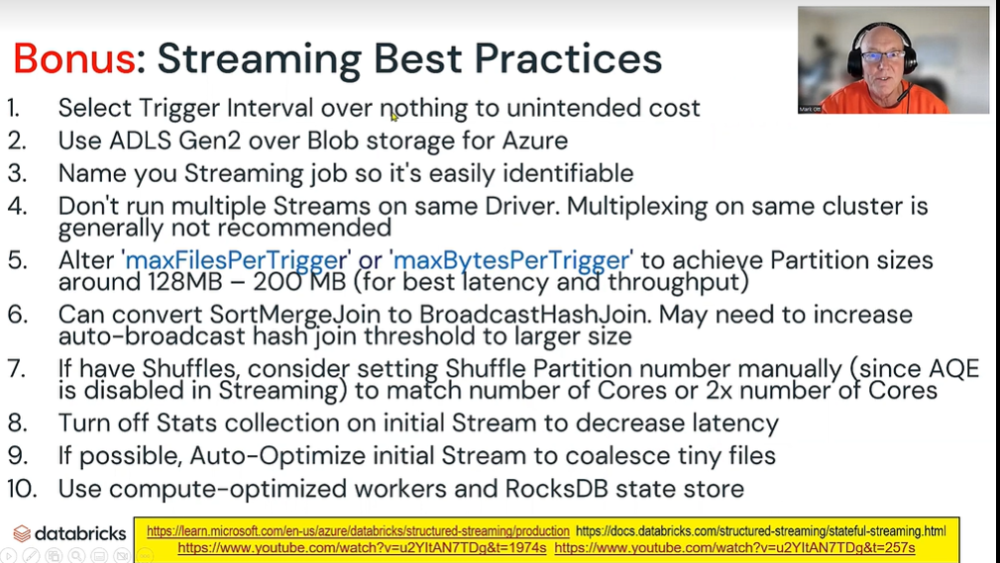 Bonus: Streaming Best Practices
Mark Ott
1. Select Trigger Interval over nothing to unintended cost
2. Use ADLS Gen2 over Blob storage for Azure
3. Name you Streaming job so it's easily identifiable
4. Don't run multiple Streams on same Driver. Multiplexing on same cluster is
generally not recommended
5. Alter 'maxFilesPerTrigger' or 'maxBytesPerTrigger' to achieve Partition sizes
around 128MB – 200 MB (for best latency and throughput)
6. Can convert SortMergeJoin to BroadcastHashJoin. May need to increase
auto-broadcast hash join threshold to larger size
7. If have Shuffles, consider setting Shuffle Partition number manually (since AQE
is disabled in Streaming) to match number of Cores or 2x number of Cores
8. Turn off Stats collection on initial Stream to decrease latency
9. If possible, Auto-Optimize initial Stream to coalesce tiny files
10. Use compute-optimized workers and RocksDB state store
databricks
https://learn.microsoft.com/en-us/azure/databricks/structured-streaming/production https://docs.databricks.com/structured-streaming/stateful-streaming.html
https://www.youtube.com/watch?v=u2YItAN7TDg&t=1974s https://www.youtube.com/watch?v=u2YItAN7TDg&t=257s